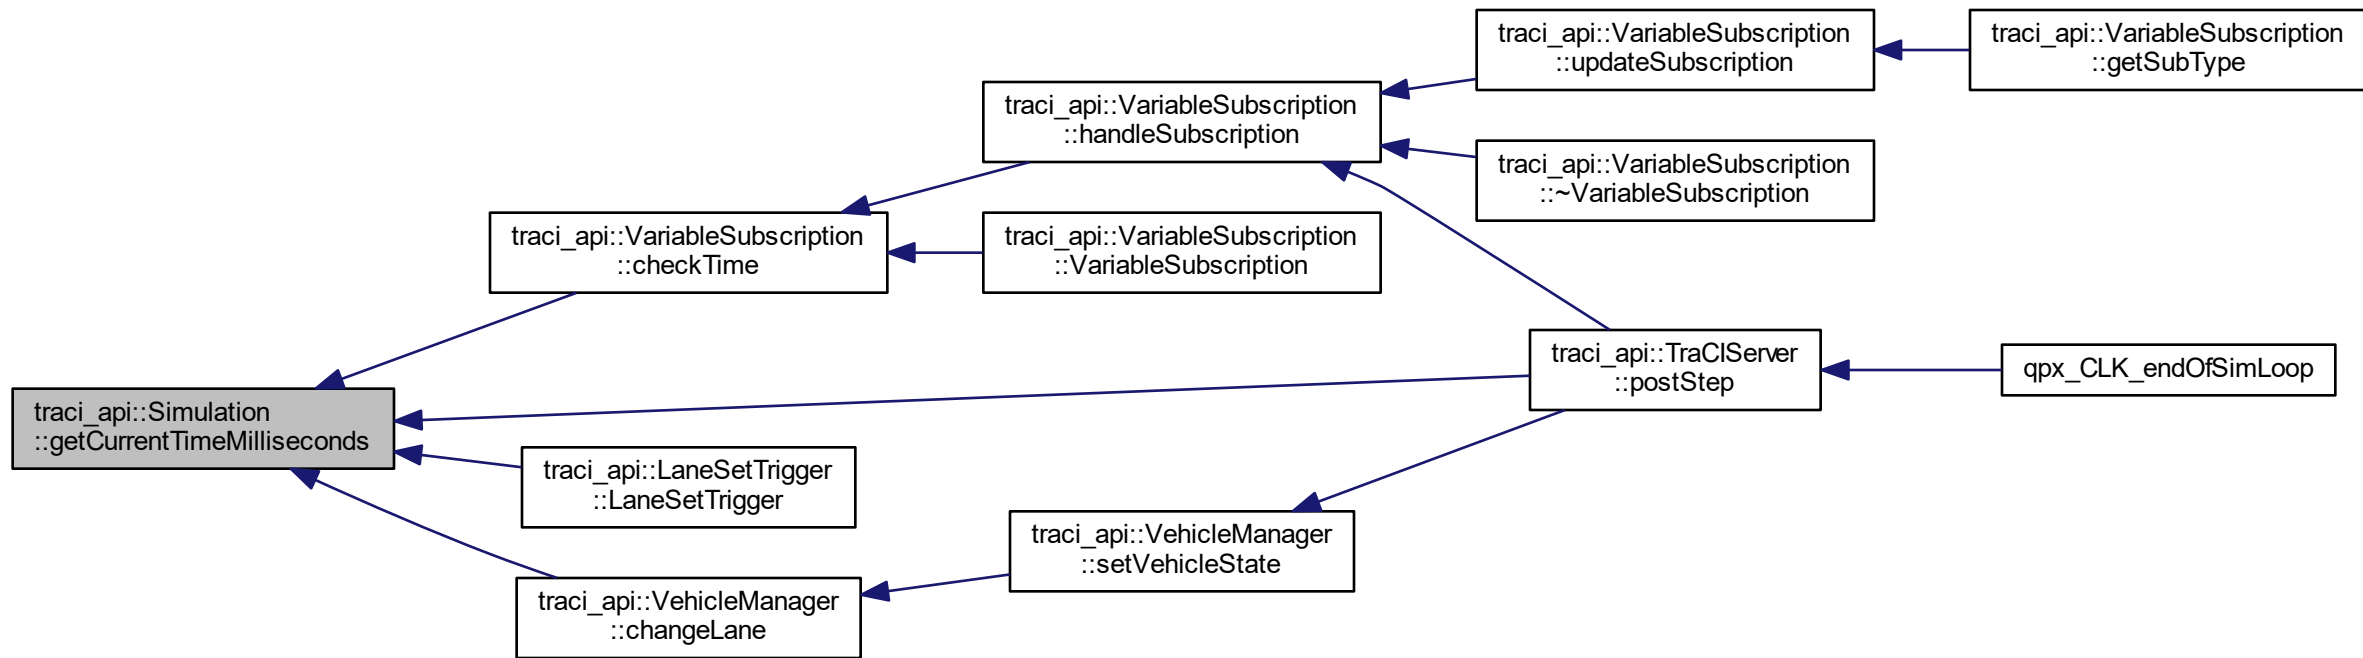 traci_api::VariableSubscription
::updateSubscription
traci_api::VariableSubscription
::getSubType
traci_api::VariableSubscription
::handleSubscription
traci_api::VariableSubscription
::~VariableSubscription
traci_api::VariableSubscription
::checkTime
traci_api::VariableSubscription
::VariableSubscription
traci_api::TraCIServer
::postStep
qpx_CLK_endOfSimLoop
traci_api::Simulation
::getCurrentTimeMilliseconds
traci_api::LaneSetTrigger
::LaneSetTrigger
traci_api::VehicleManager
::setVehicleState
traci_api::VehicleManager
::changeLane